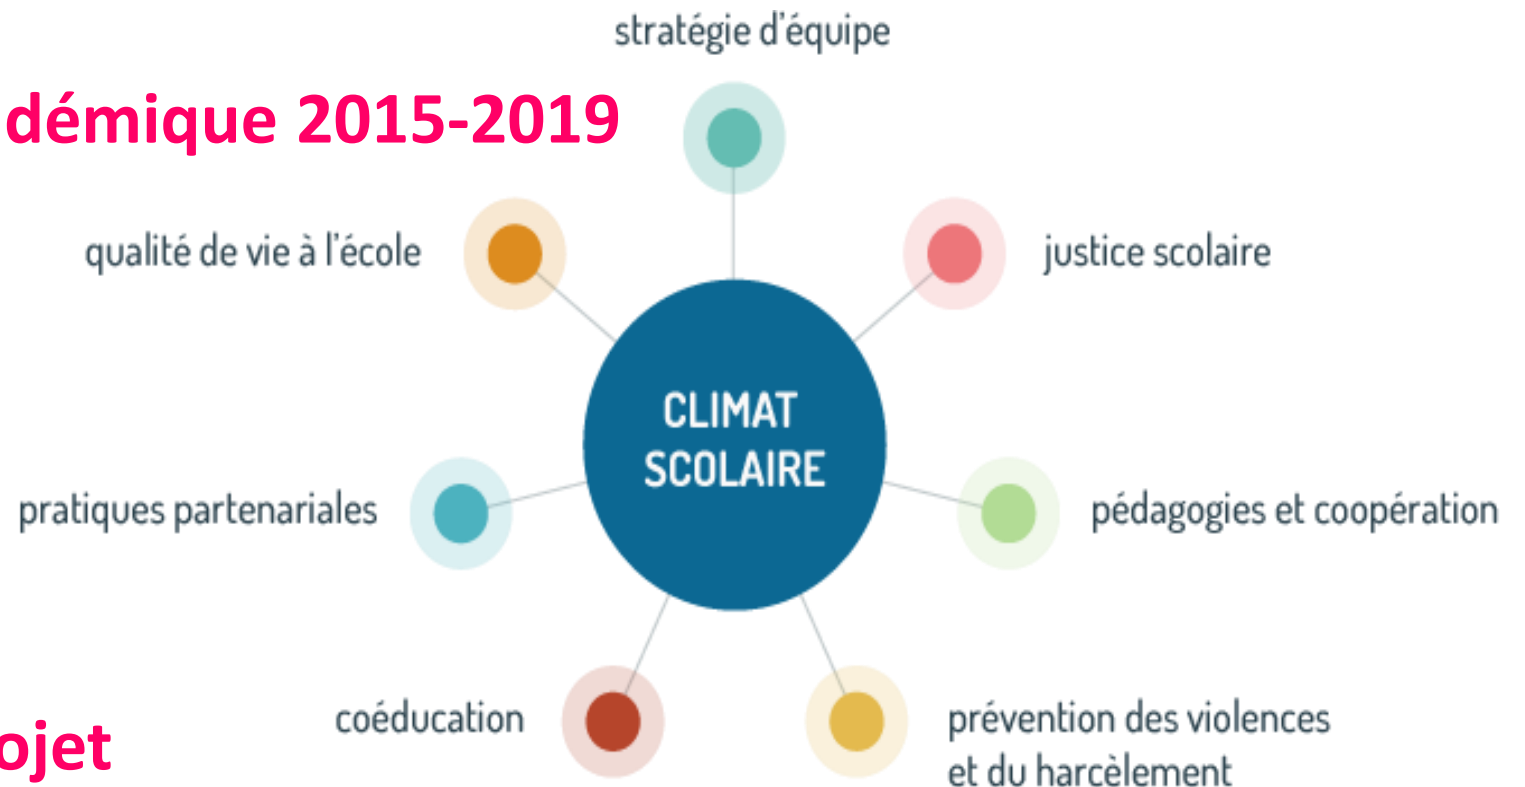 stratégie d'équipe
démique 2015-2019
qualité de vie à l'école
justice scolaire
CLIMAT
SCOLAIRE
pratiques partenariales
pédagogies et coopération
coéducation
prévention des violences
et du harcèlement
ojet